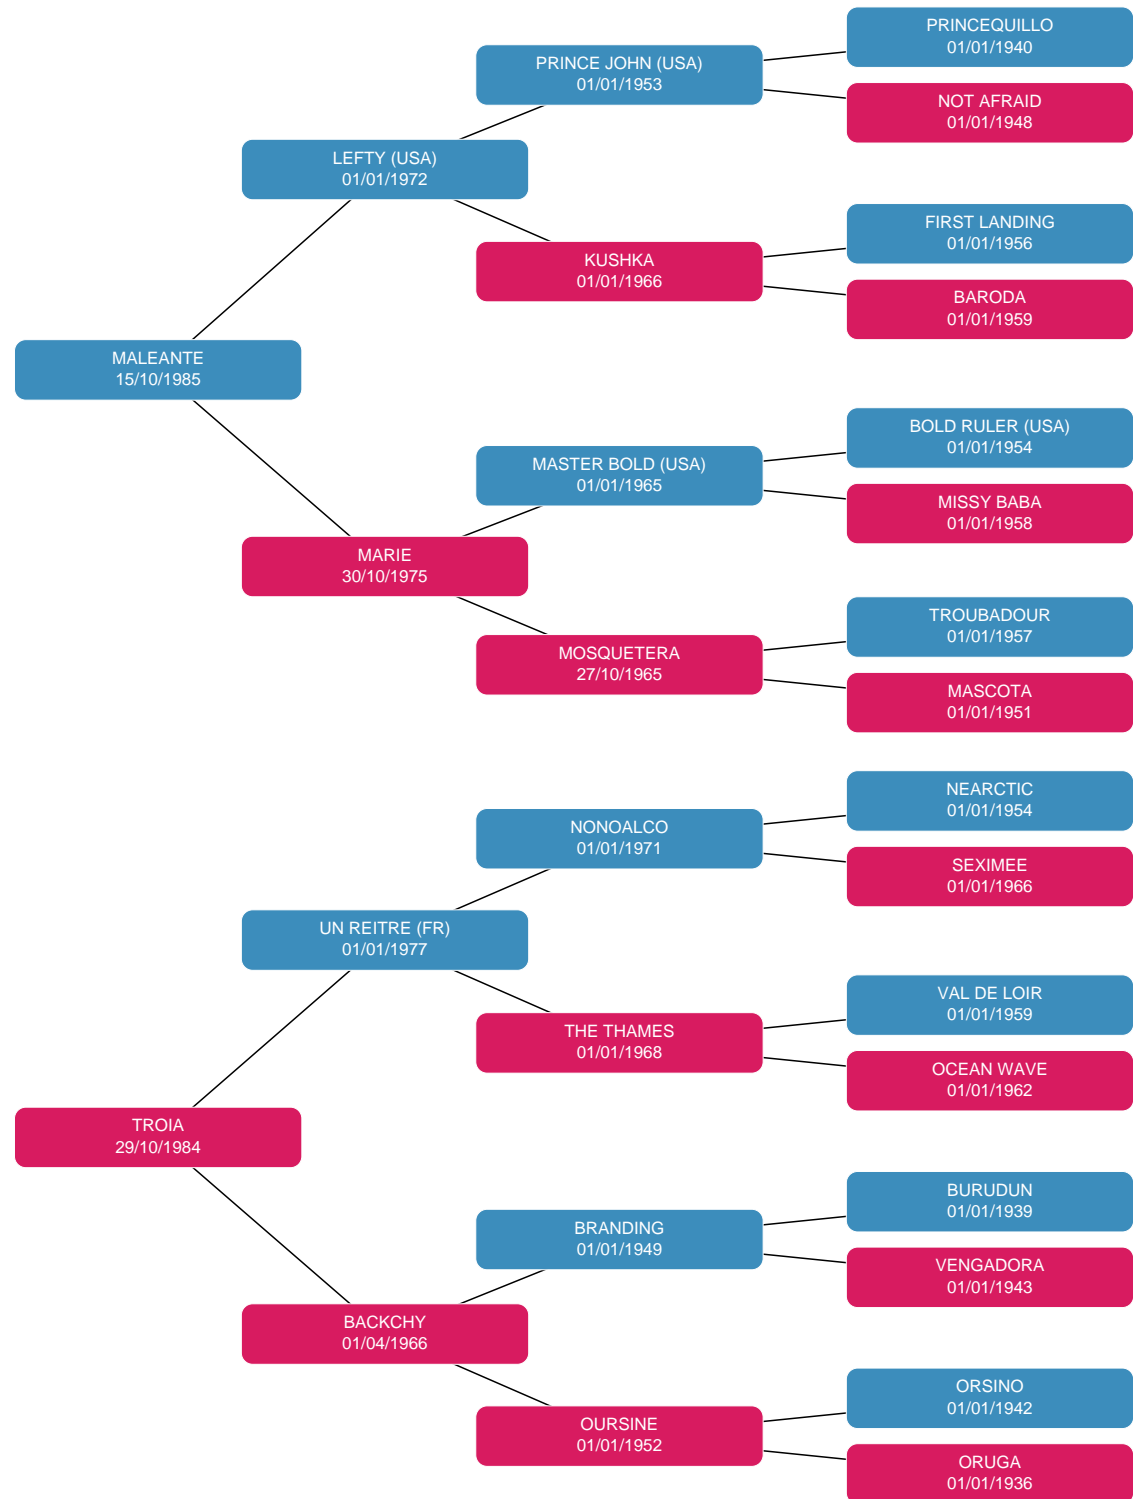 PRINCEQUILLO
01/01/1940
PRINCE JOHN (USA)
01/01/1953
NOT AFRAID
01/01/1948
LEFTY (USA)
01/01/1972
FIRST LANDING
01/01/1956
KUSHKA
01/01/1966
BARODA
01/01/1959
MALEANTE
15/10/1985
BOLD RULER (USA)
01/01/1954
MASTER BOLD (USA)
01/01/1965
MISSY BABA
01/01/1958
MARIE
30/10/1975
TROUBADOUR
01/01/1957
MOSQUETERA
27/10/1965
MASCOTA
01/01/1951
NEARCTIC
01/01/1954
NONOALCO
01/01/1971
SEXIMEE
01/01/1966
UN REITRE (FR)
01/01/1977
VAL DE LOIR
01/01/1959
THE THAMES
01/01/1968
OCEAN WAVE
01/01/1962
TROIA
29/10/1984
BURUDUN
01/01/1939
BRANDING
01/01/1949
VENGADORA
01/01/1943
BACKCHY
01/04/1966
ORSINO
01/01/1942
OURSINE
01/01/1952
ORUGA
01/01/1936